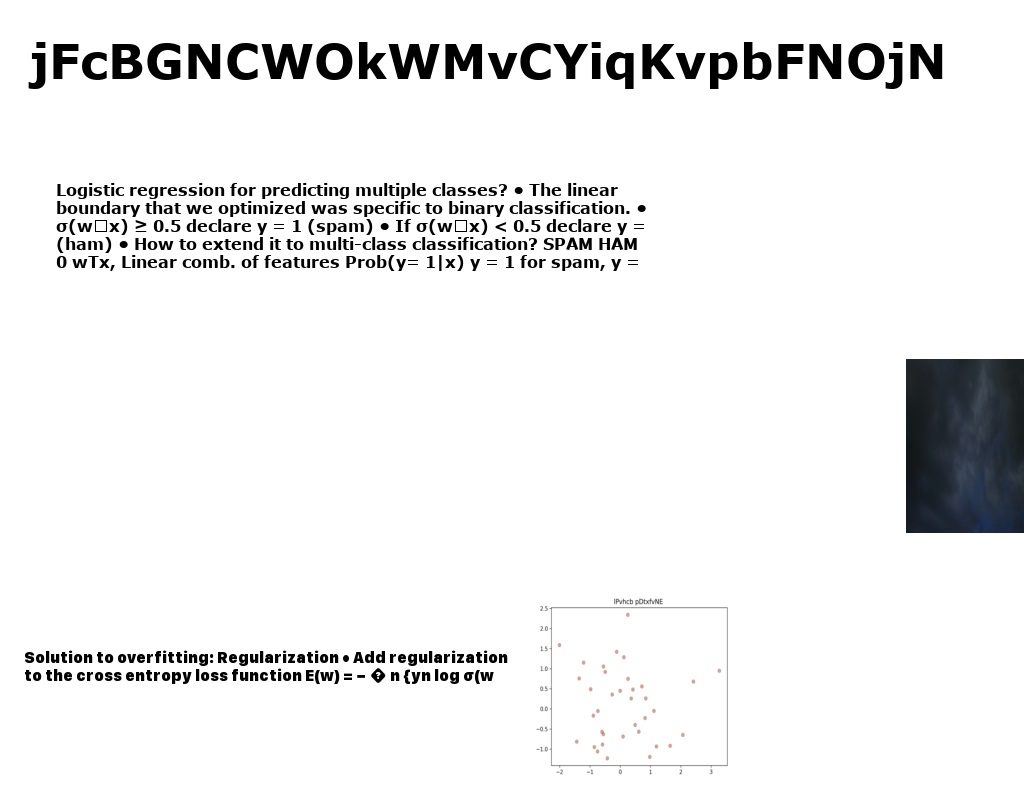 jFcBGNCWOkWMvCYiqKvpbFNOjN
Logistic regression for predicting multiple classes? • The linear
boundary that we optimized was specific to binary classification. •
σ(w□x) ≥ 0.5 declare y = 1 (spam) • If σ(w□x) < 0.5 declare y =
(ham) • How to extend it to multi-class classification? SPAM HAM
0 wTx, Linear comb. of features Prob(y= 1|x) y = 1 for spam, y =
Solution to overfitting: Regularization • Add regularization
to the cross entropy loss function E(w) = − � n {yn log σ(w
lPvhcb pDtxfvNE
2.5
2.0
1.5
1.0
0.5
0.0
−0.5
−1.0
−2 −1 0 1 2 3